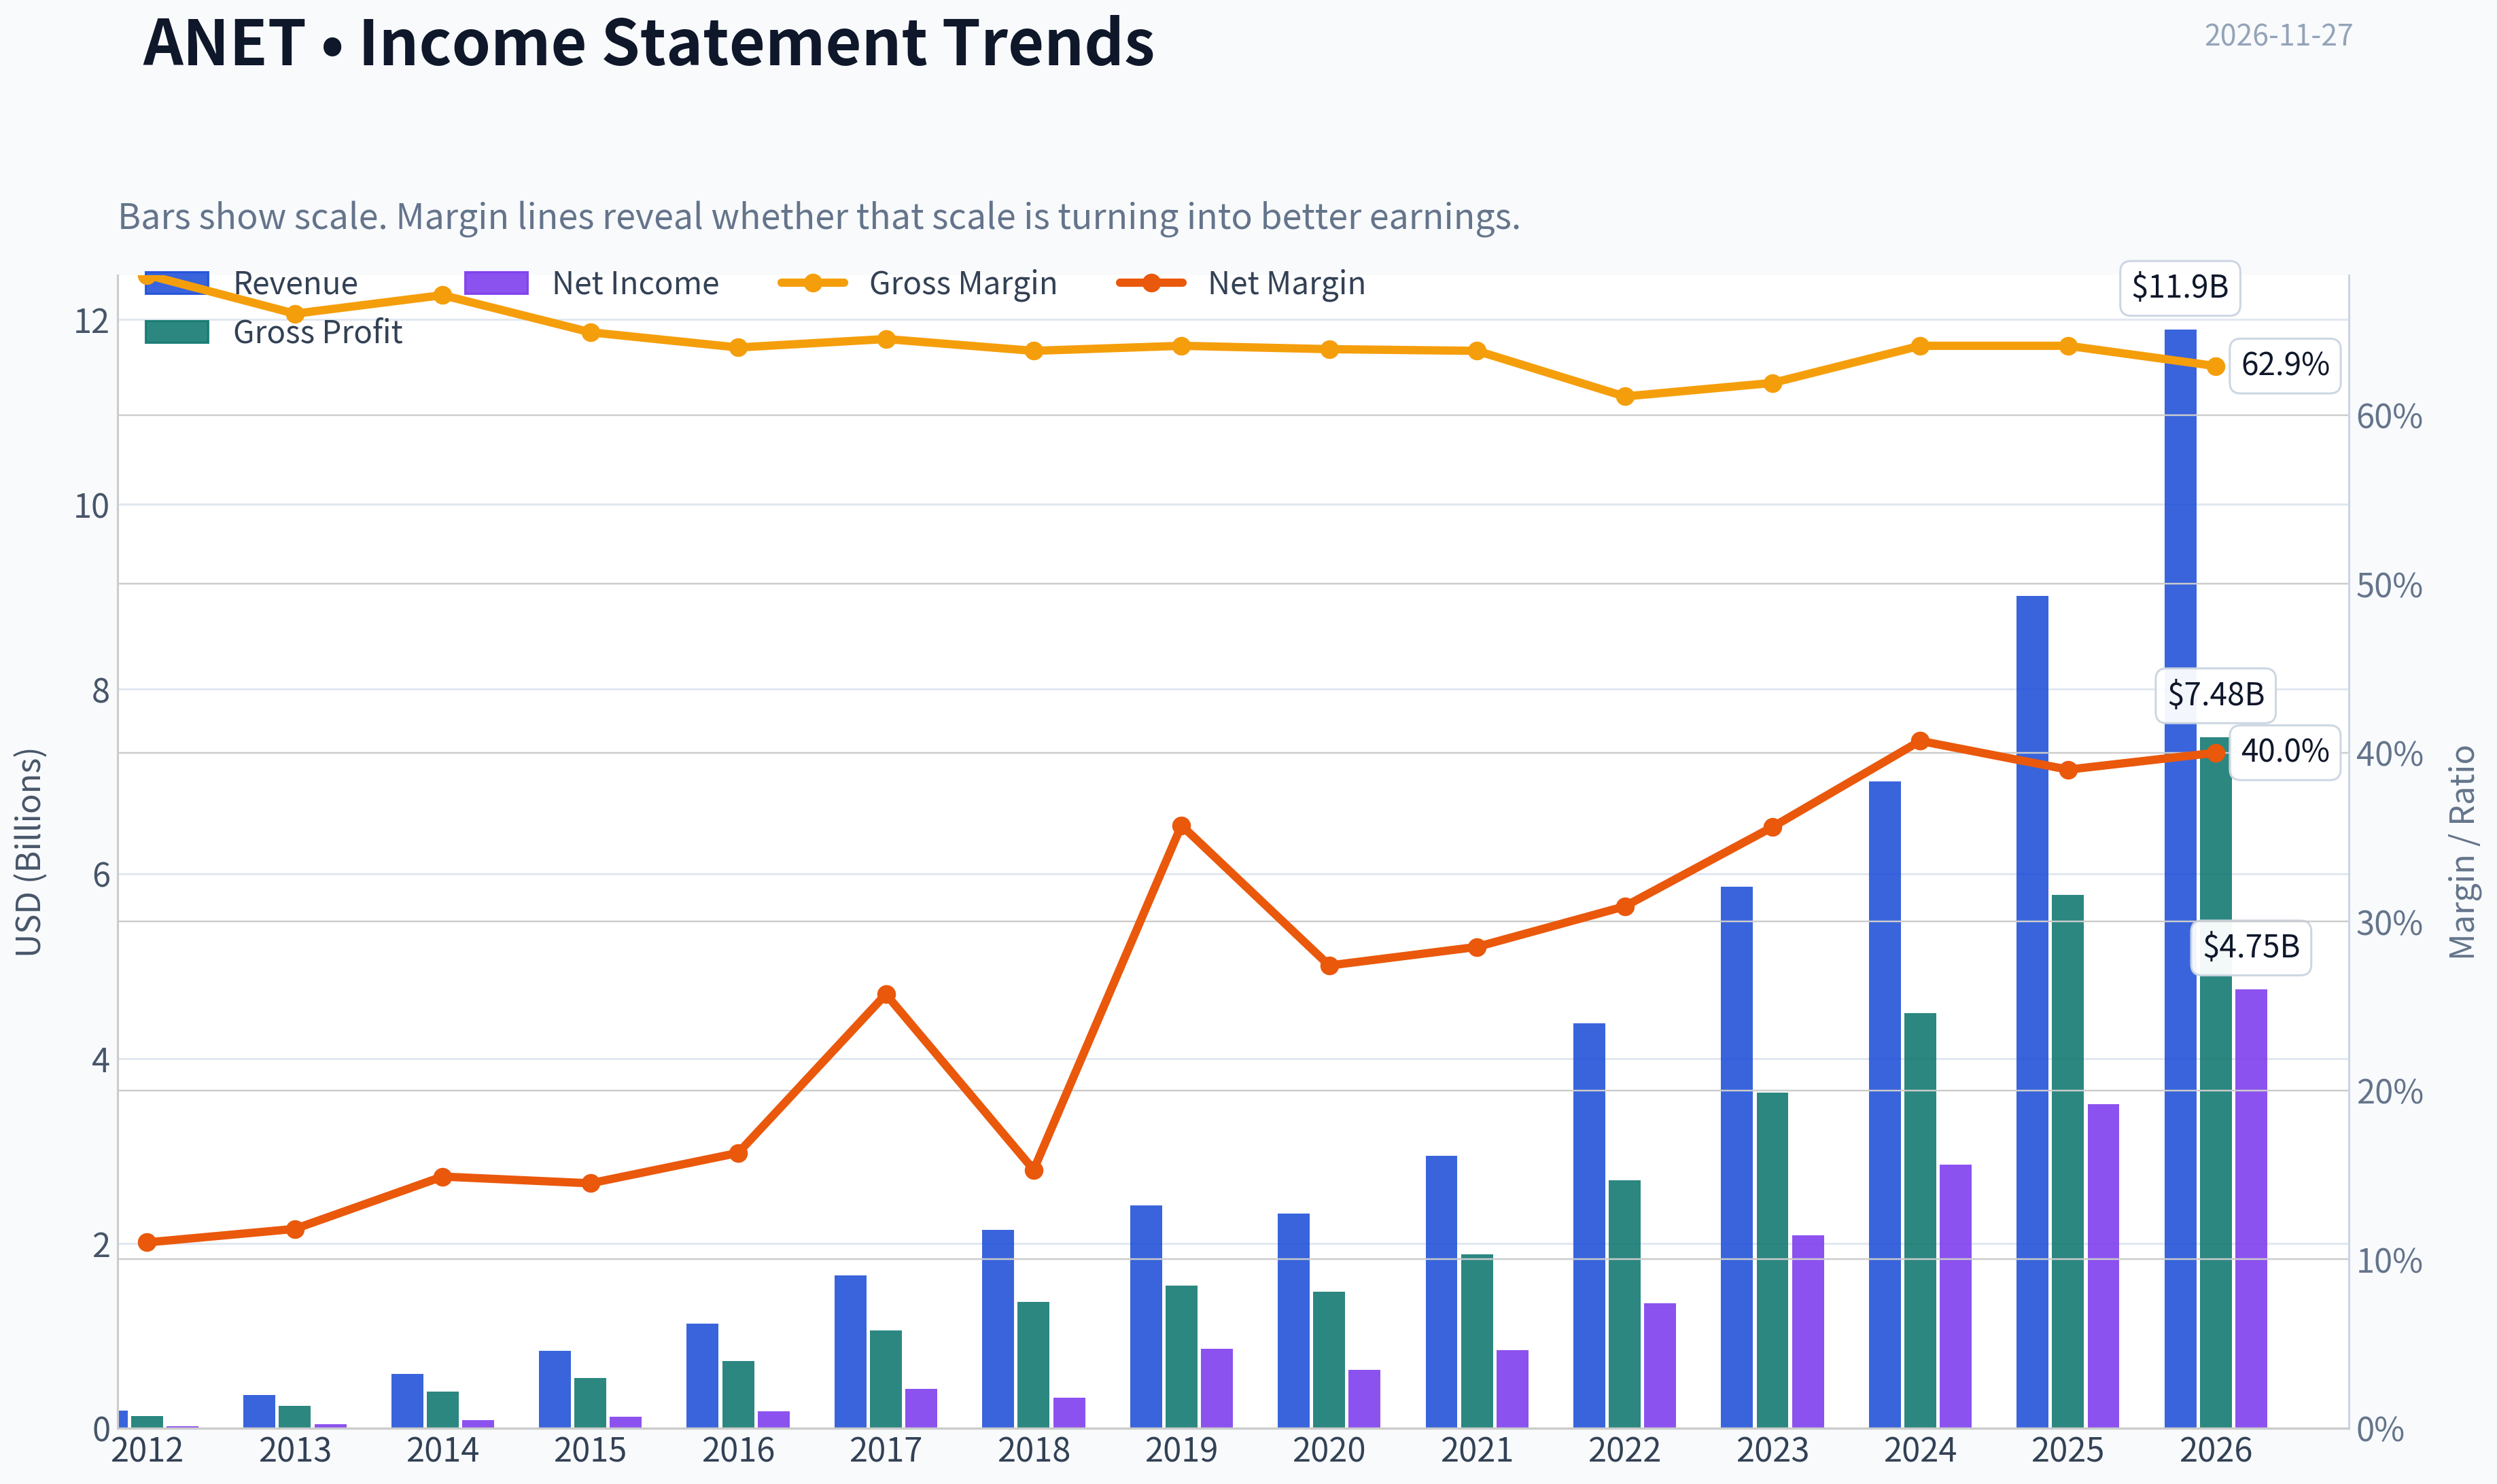 ANET • Income Statement Trends
2026-11-27
Bars show scale. Margin lines reveal whether that scale is turning into better earnings.
Revenue
Net Income
Gross Margin
Net Margin
Gross Profit
$11.9B
62.9%
$7.48B
40.0%
$4.75B
USD (Billions)
12
10
8
6
4
2
0
60%
50%
40%
30%
20%
10%
0%
Margin / Ratio
2012 2013 2014 2015 2016 2017 2018 2019 2020 2021 2022 2023 2024 2025 2026